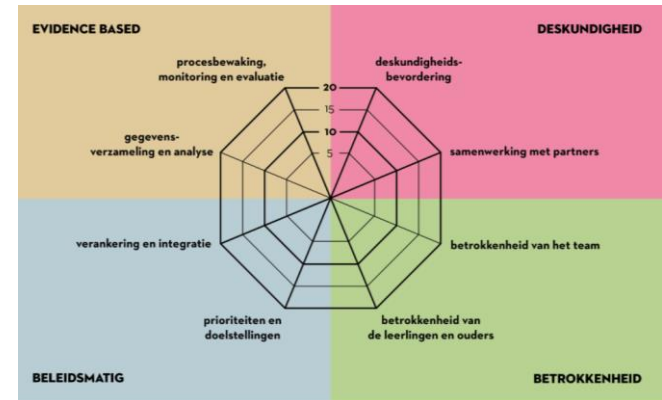 EVIDENCE BASED
DESKUNDIGHEID
procesbewaking,
monitoring en evaluatie
deskundigheids-
bevordering
20
15
10
5
gegevens-
verzameling en analyse
samenwerking met partners
verankering en integratie
betrokkenheid van het team
prioriteiten en
doelstellingen
betrokkenheid van
de leerlingen en ouders
BELEIDSMATIG
BETROKKENHEID